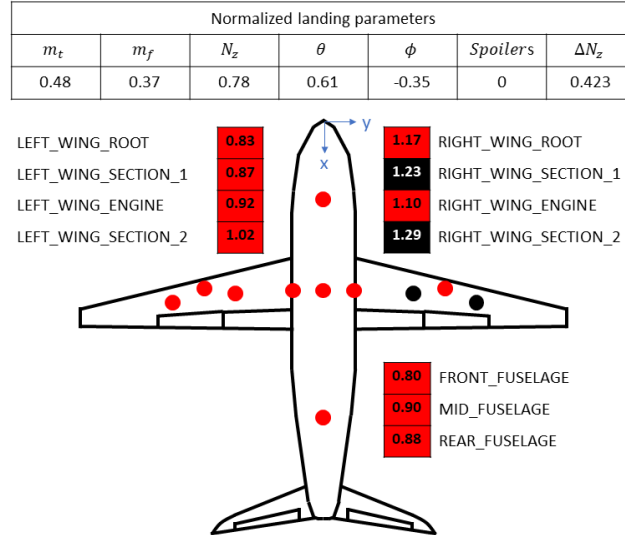 Normalized landing parameters
m_t m_f N_z θ ϕ Spoilers ΔN_z
0.48 0.37 0.78 0.61 -0.35 0 0.423
y
x
LEFT_WING_ROOT 0.83
LEFT_WING_SECTION_1 0.87
LEFT_WING_ENGINE 0.92
LEFT_WING_SECTION_2 1.02
1.17 RIGHT_WING_ROOT
1.23 RIGHT_WING_SECTION_1
1.10 RIGHT_WING_ENGINE
1.29 RIGHT_WING_SECTION_2
0.80 FRONT_FUSELAGE
0.90 MID_FUSELAGE
0.88 REAR_FUSELAGE